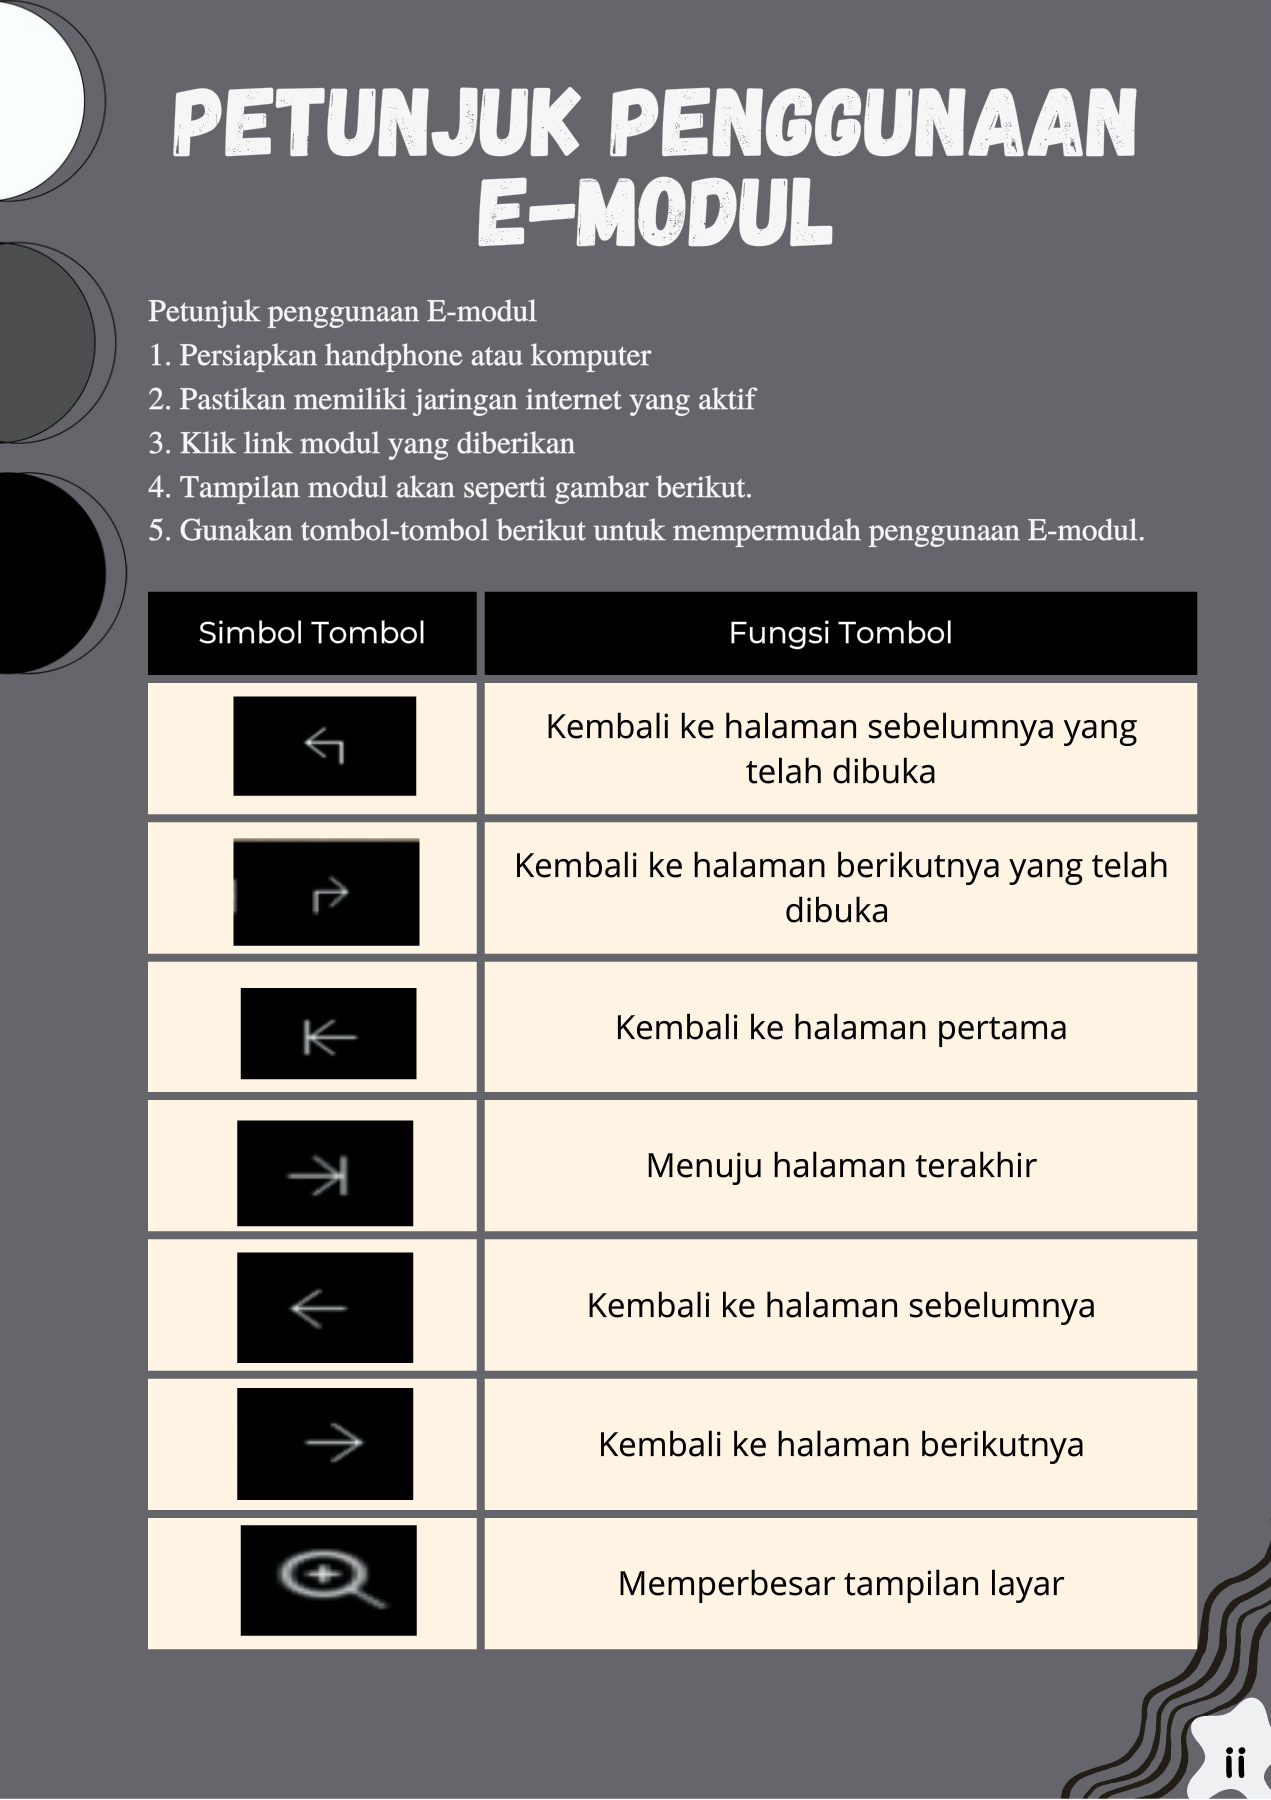 PETUNJUK PENGGUNAAN
E-MODUL
Petunjuk penggunaan E-modul
1. Persiapkan handphone atau komputer
2. Pastikan memiliki jaringan internet yang aktif
3. Klik link modul yang diberikan
4. Tampilan modul akan seperti gambar berikut.
5. Gunakan tombol-tombol berikut untuk mempermudah penggunaan E-modul.
Simbol Tombol
Fungsi Tombol
Kembali ke halaman sebelumnya yang
telah dibuka
Kembali ke halaman berikutnya yang telah
dibuka
Kembali ke halaman pertama
Menuju halaman terakhir
Kembali ke halaman sebelumnya
Kembali ke halaman berikutnya
Memperbesar tampilan layar
ii